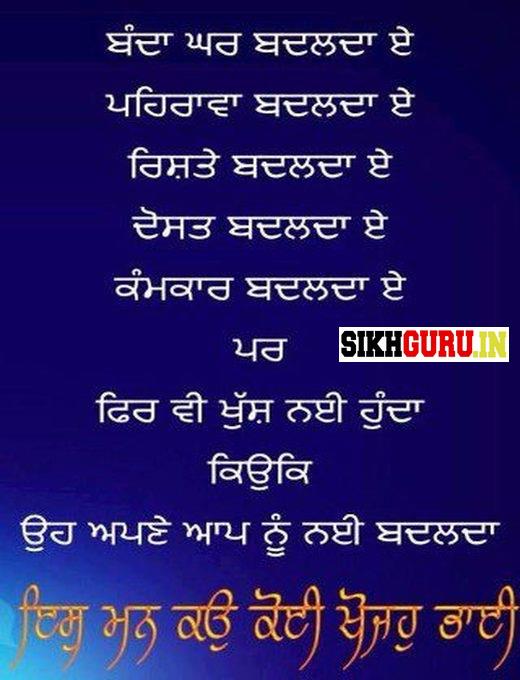 ਬੰਦਾ ਘਰ ਬਦਲਦਾ ਏ
ਪਹਿਰਾਵਾ ਬਦਲਦਾ ਏ
ਰਿਸ਼ਤੇ ਬਦਲਦਾ ਏ
ਦੋਸਤ ਬਦਲਦਾ ਏ
ਕੰਮਕਾਰ ਬਦਲਦਾ ਏ
ਪਰ
SIKHGURU.IN
ਫਿਰ ਵੀ ਖੁੱਸ਼ ਨਈ ਹੁੰਦਾ
ਕਿਉਕਿ
ਉਹ ਅਪਣੇ ਆਪ ਨੂੰ ਨਈ ਬਦਲਦਾ
ਇਸੁ ਮਨ ਕਉ ਕੋਈ ਖੋਜਹੁ ਭਾਈ